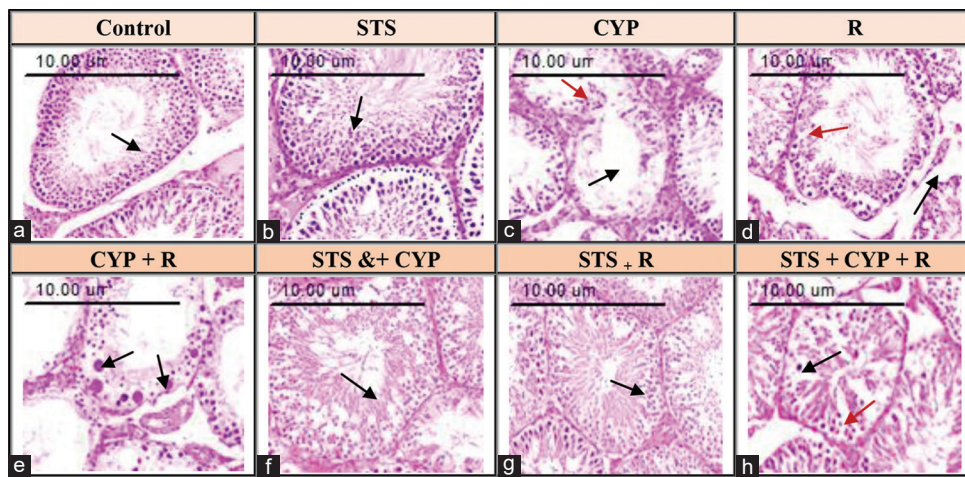 Control STS CYP R
10.00 um 10.00 um 10.00 um 10.00 um
a b c d
CYP + R STS &+ CYP STS + R STS + CYP + R
10.00 um 10.00 um 10.00 um 10.00 um
e f g h